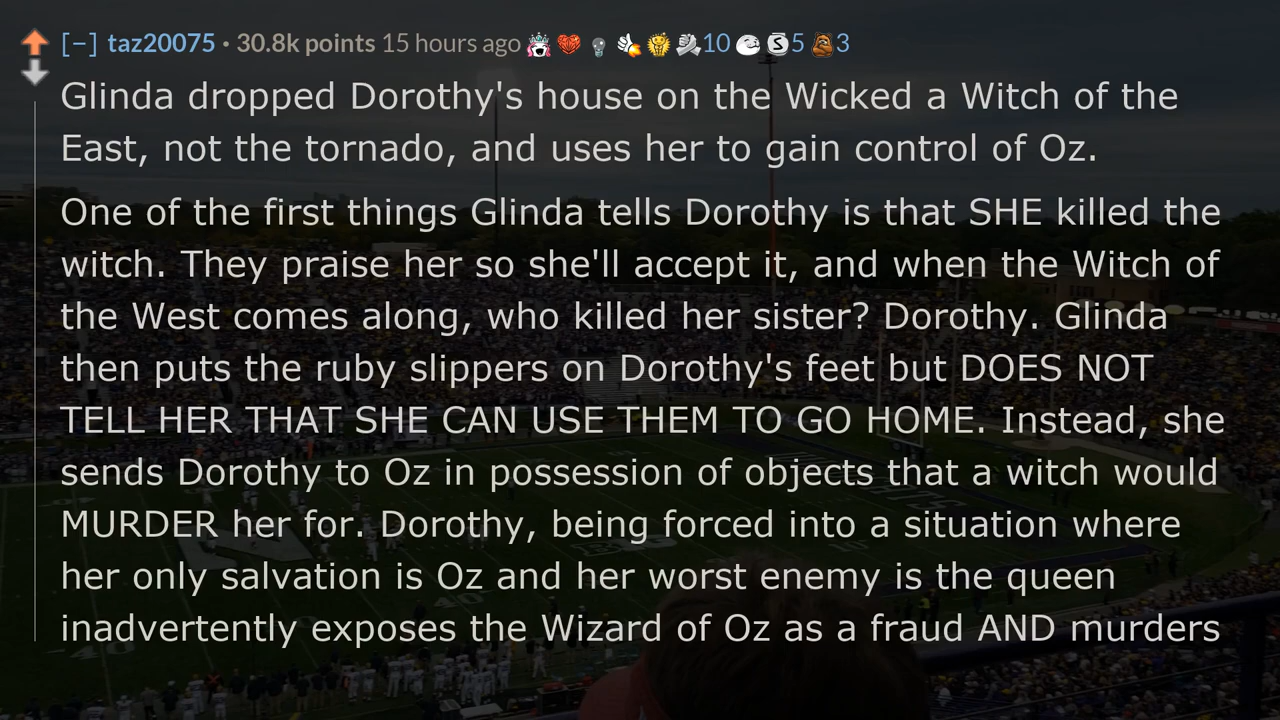 [–] taz20075 · 30.8k points 15 hours ago 10 5 3
Glinda dropped Dorothy's house on the Wicked a Witch of the
East, not the tornado, and uses her to gain control of Oz.
One of the first things Glinda tells Dorothy is that SHE killed the
witch. They praise her so she'll accept it, and when the Witch of
the West comes along, who killed her sister? Dorothy. Glinda
then puts the ruby slippers on Dorothy's feet but DOES NOT
TELL HER THAT SHE CAN USE THEM TO GO HOME. Instead, she
sends Dorothy to Oz in possession of objects that a witch would
MURDER her for. Dorothy, being forced into a situation where
her only salvation is Oz and her worst enemy is the queen
inadvertently exposes the Wizard of Oz as a fraud AND murders